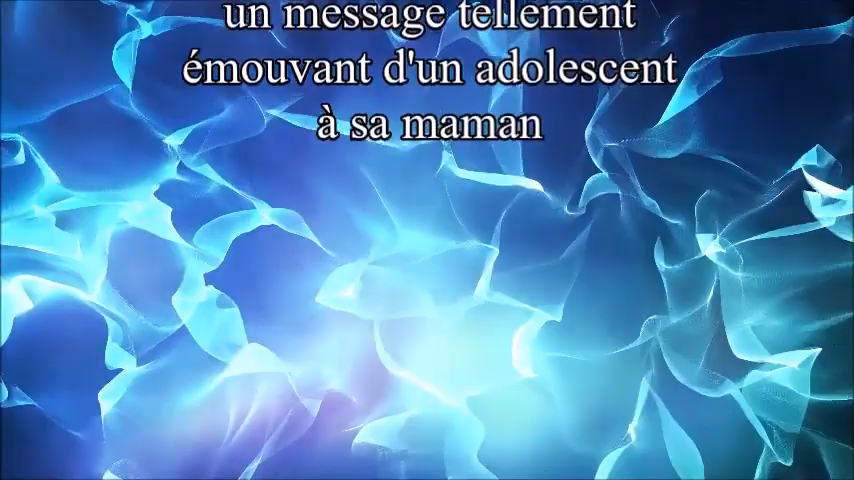 un message tellement
émouvant d'un adolescent
à sa maman